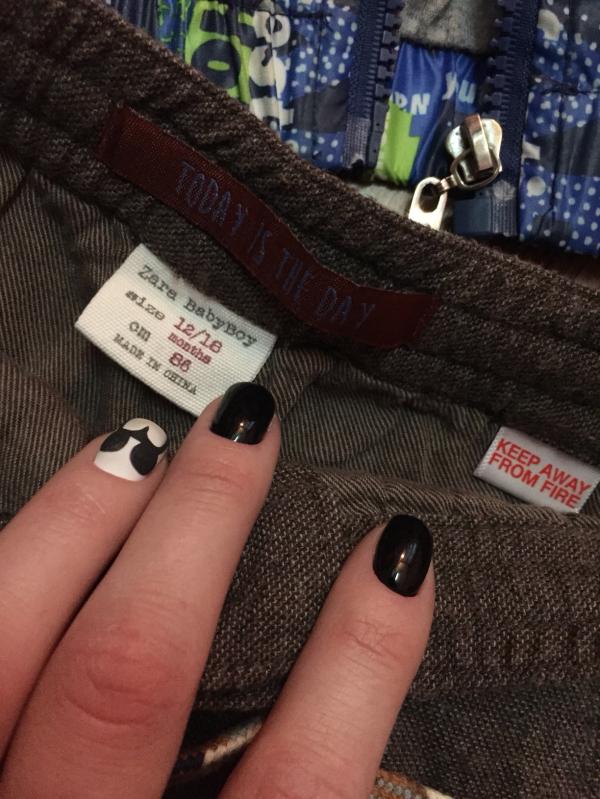 TODAY IS THE DAY
Zara BabyBoy
size 12/18
months
CM 86
MADE IN CHINA
KEEP AWAY
FROM FIRE